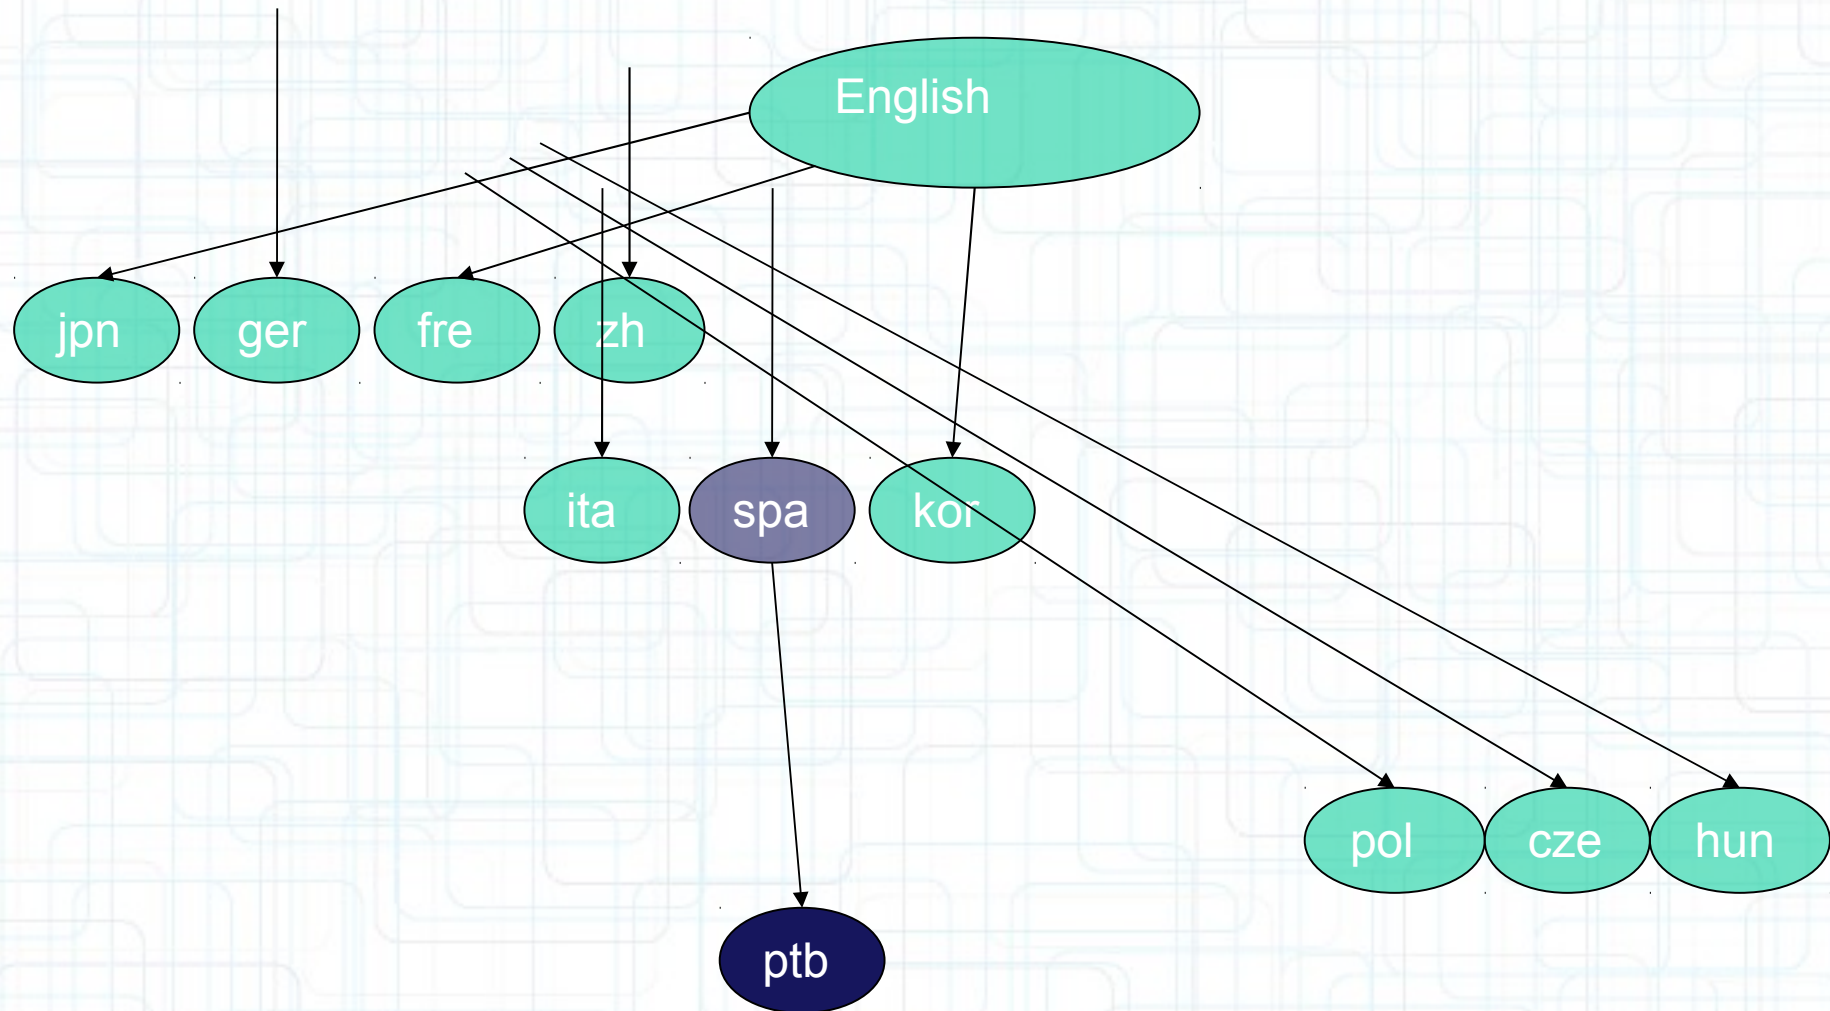 English
jpn ger fre zh
ita spa kor
pol cze hun
ptb